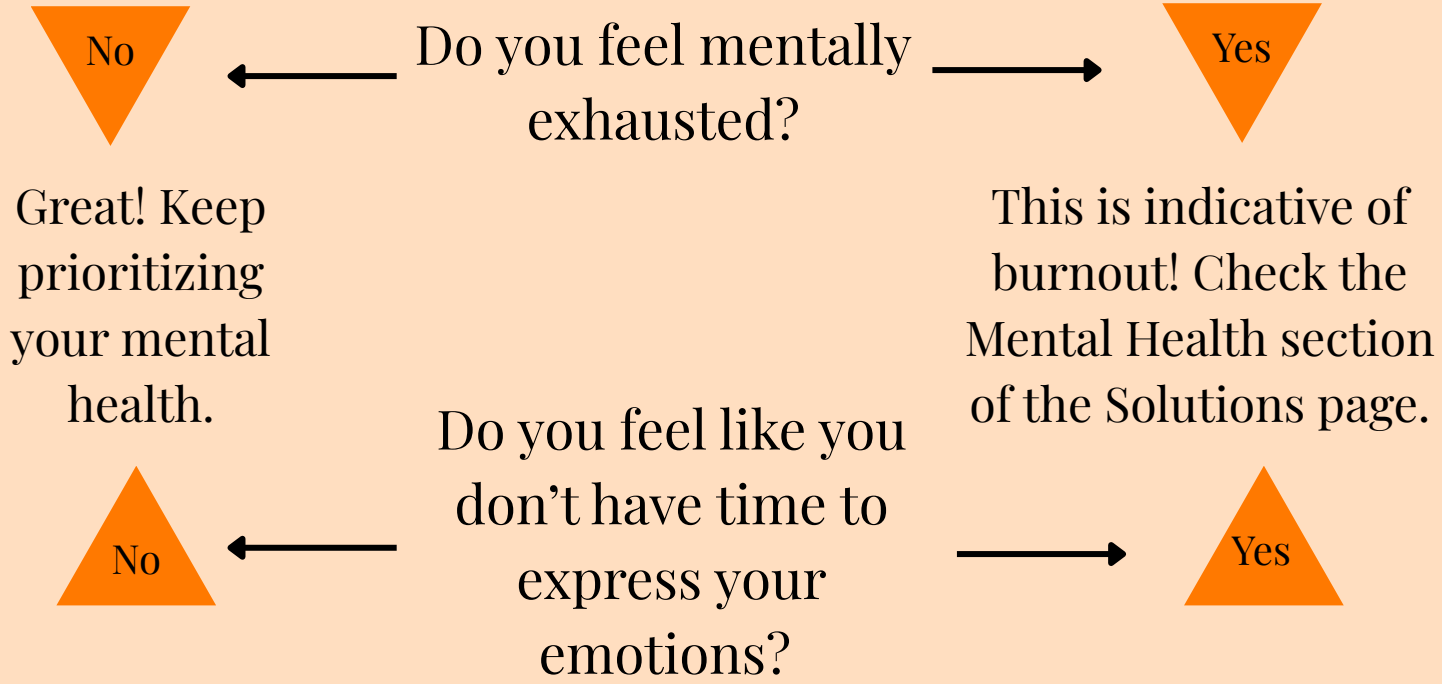 No
Do you feel mentally
exhausted?
Yes
Great! Keep
prioritizing
your mental
health.
This is indicative of
burnout! Check the
Mental Health section
of the Solutions page.
Do you feel like you
don’t have time to
express your
emotions?
No
Yes